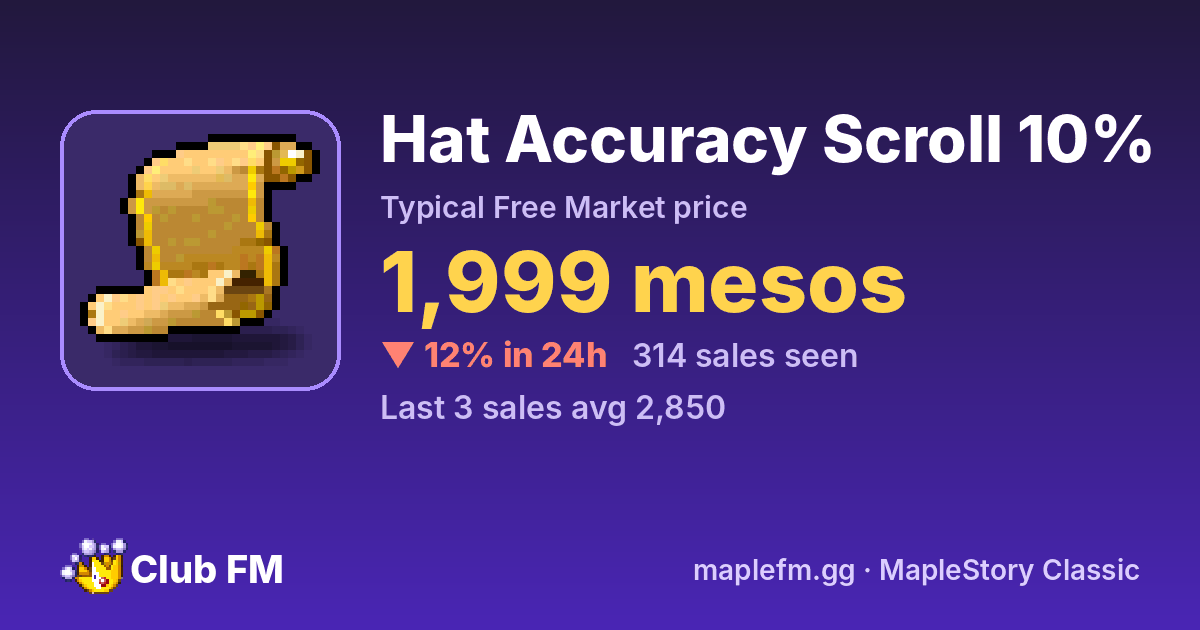 Hat Accuracy Scroll 10%
Typical Free Market price
1,999 mesos
▼ 12% in 24h 314 sales seen
Last 3 sales avg 2,850
Club FM
maplefm.gg · MapleStory Classic